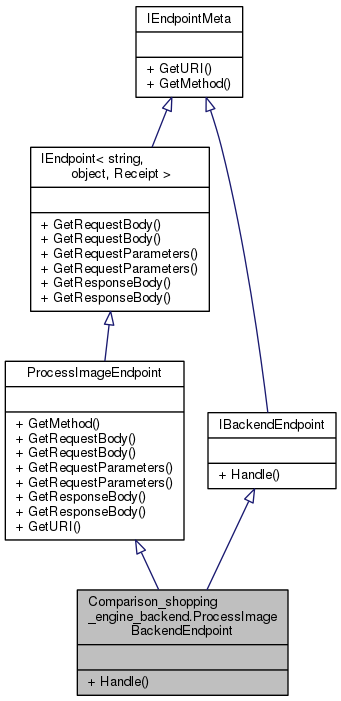 IEndpointMeta
+ GetURI()
+ GetMethod()
IEndpoint< string,
object, Receipt >
+ GetRequestBody()
+ GetRequestBody()
+ GetRequestParameters()
+ GetRequestParameters()
+ GetResponseBody()
+ GetResponseBody()
ProcessImageEndpoint
+ GetMethod()
+ GetRequestBody()
+ GetRequestBody()
+ GetRequestParameters()
+ GetRequestParameters()
+ GetResponseBody()
+ GetResponseBody()
+ GetURI()
IBackendEndpoint
+ Handle()
Comparison_shopping
_engine_backend.ProcessImage
BackendEndpoint
+ Handle()